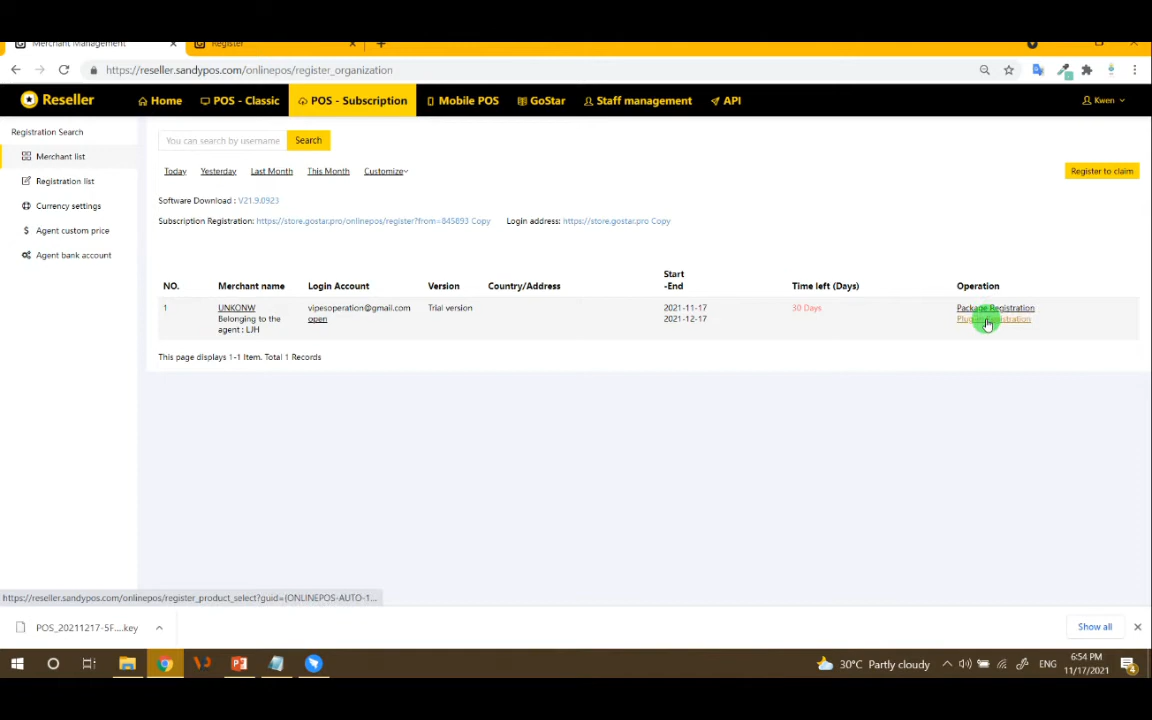 Merchant Management
Register
https://reseller.sandypos.com/onlinepos/register_organization
Reseller
Home
POS - Classic
POS - Subscription
Mobile POS
GoStar
Staff management
API
Kwen
Registration Search
Merchant list
Registration list
Currency settings
Agent custom price
Agent bank account
You can search by username
Search
Today
Yesterday
Last Month
This Month
Customize
Register to claim
Software Download : V21.9.0923
Subscription Registration: https://store.gostar.pro/onlinepos/register?from=845893 Copy
Login address: https://store.gostar.pro Copy
NO.
Merchant name
Login Account
Version
Country/Address
Start
-End
Time left (Days)
Operation
1
UNKONW
Belonging to the
agent : LJH
vipesoperation@gmail.com
open
Trial version
2021-11-17
2021-12-17
30 Days
Package Registration
This page displays 1-1 Item. Total 1 Records
https://reseller.sandypos.com/onlinepos/register_product_select?guid={ONLINEPOS-AUTO-1...
POS_20211217-5F....key
Show all
30°C Partly cloudy
ENG
6:54 PM
11/17/2021
4